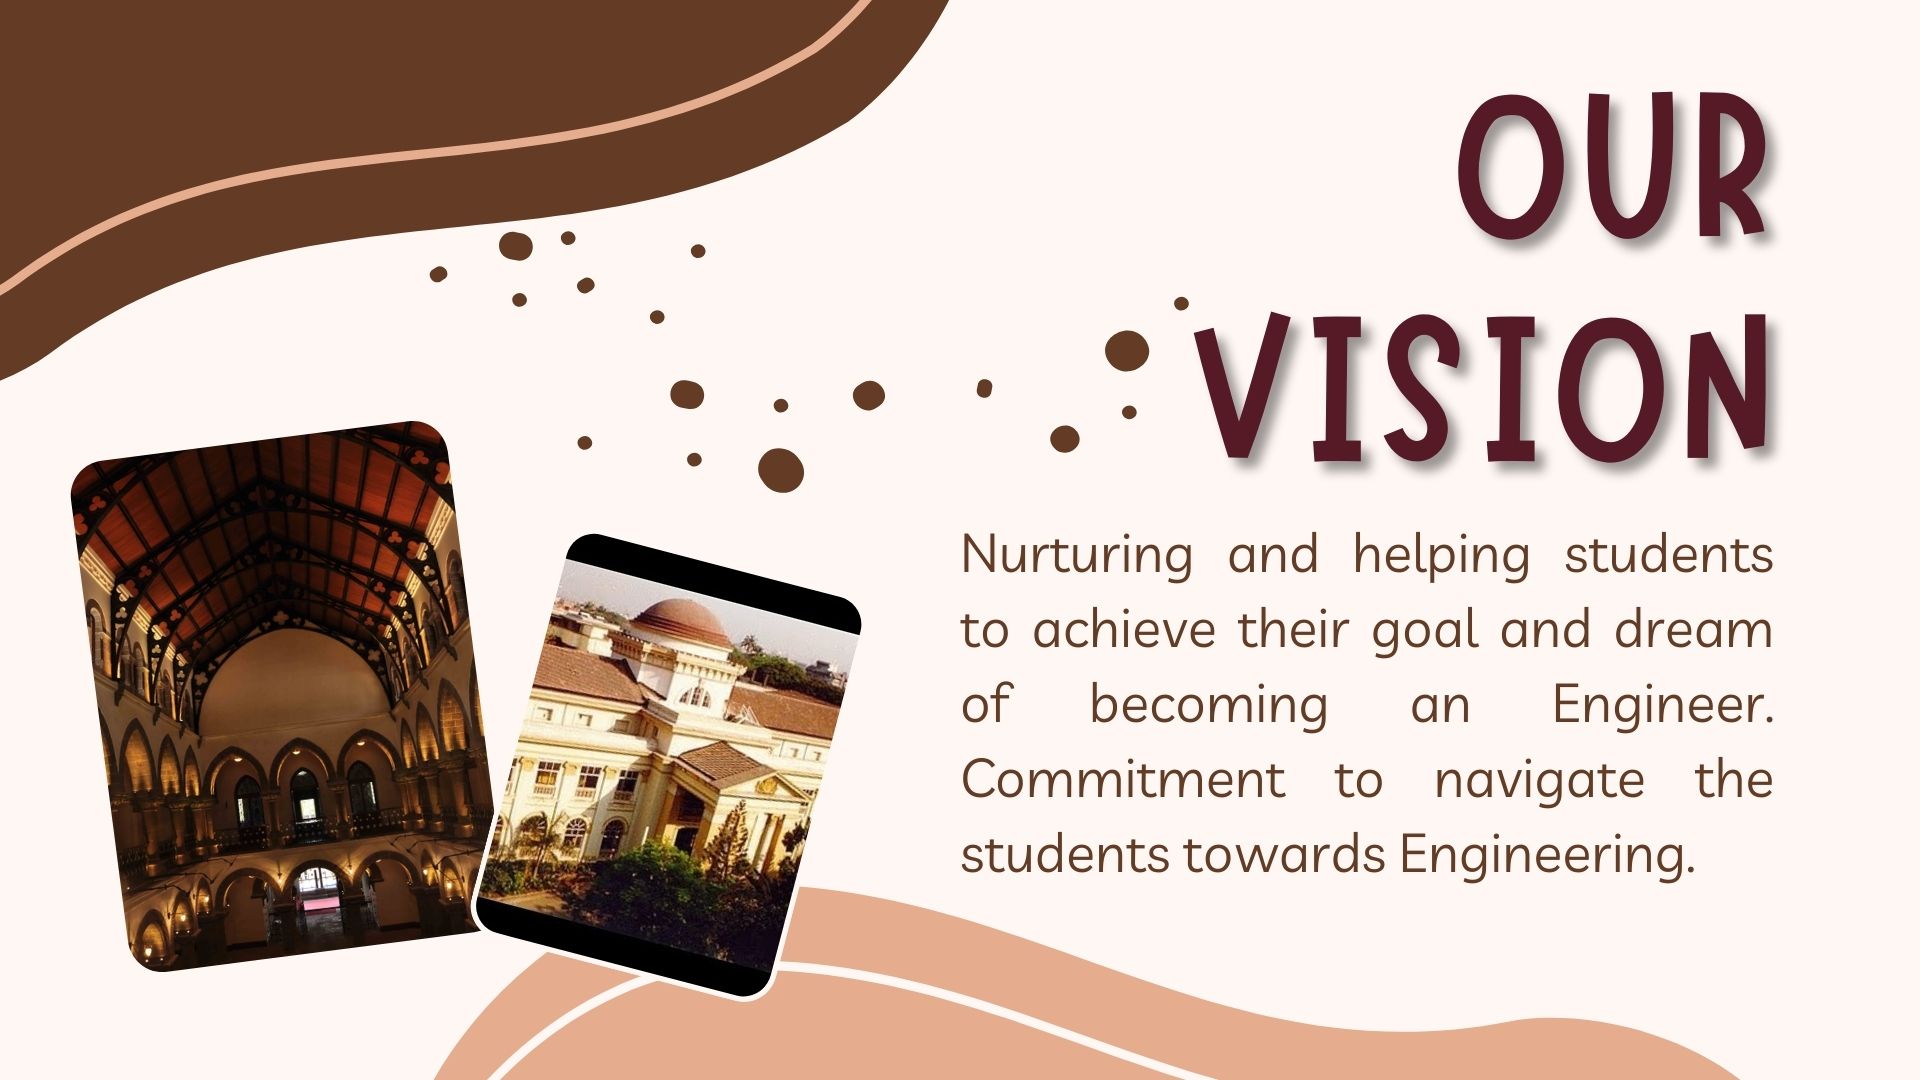 OUR
VISION
Nurturing and helping students
to achieve their goal and dream
of becoming an Engineer.
Commitment to navigate the
students towards Engineering.